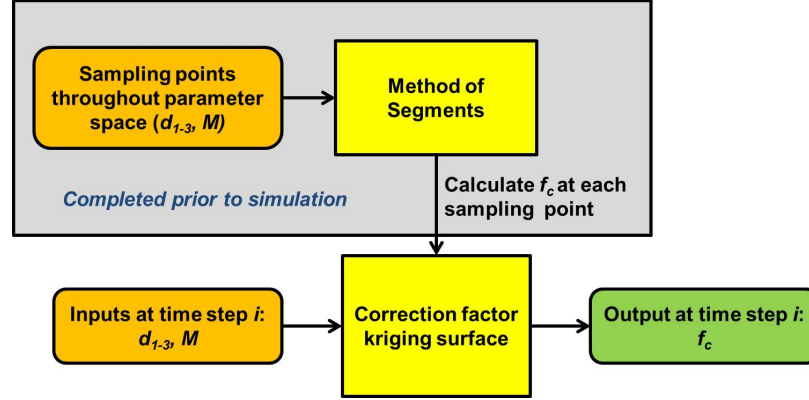 Sampling points
throughout parameter
space (d1-3, M)
Method of
Segments
Completed prior to simulation
Calculate fc at each
sampling point
Inputs at time step i:
d1-3, M
Correction factor
kriging surface
Output at time step i:
fc